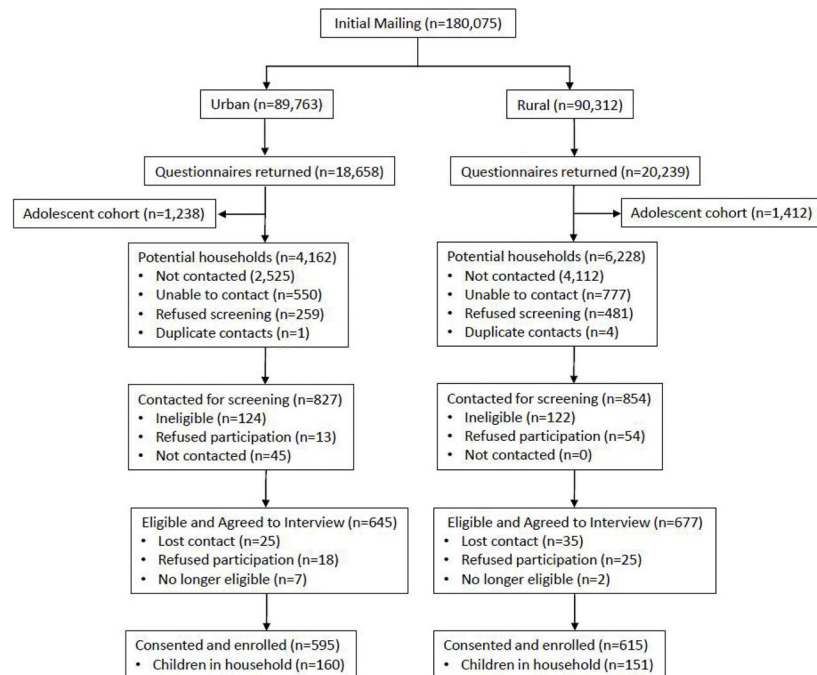 Initial Mailing (n=180,075)
Urban (n=89,763)
Rural (n=90,312)
Questionnaires returned (n=18,658)
Questionnaires returned (n=20,239)
Adolescent cohort (n=1,238)
Adolescent cohort (n=1,412)
Potential households (n=4,162)
• Not contacted (2,525)
• Unable to contact (n=550)
• Refused screening (n=259)
• Duplicate contacts (n=1)
Potential households (n=6,228)
• Not contacted (4,112)
• Unable to contact (n=777)
• Refused screening (n=481)
• Duplicate contacts (n=4)
Contacted for screening (n=827)
• Ineligible (n=124)
• Refused participation (n=13)
• Not contacted (n=45)
Contacted for screening (n=854)
• Ineligible (n=122)
• Refused participation (n=54)
• Not contacted (n=0)
Eligible and Agreed to Interview (n=645)
• Lost contact (n=25)
• Refused participation (n=18)
• No longer eligible (n=7)
Eligible and Agreed to Interview (n=677)
• Lost contact (n=35)
• Refused participation (n=25)
• No longer eligible (n=2)
Consented and enrolled (n=595)
• Children in household (n=160)
Consented and enrolled (n=615)
• Children in household (n=151)